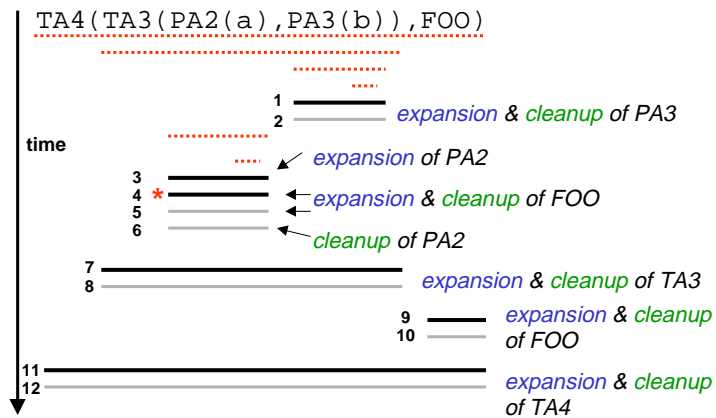 TA4(TA3(PA2(a),PA3(b)),FOO)
1
2
expansion & cleanup of PA3
time
expansion of PA2
3
4
*
expansion & cleanup of FOO
5
6
cleanup of PA2
7
8
expansion & cleanup of TA3
9
10
expansion & cleanup
of FOO
11
12
expansion & cleanup
of TA4